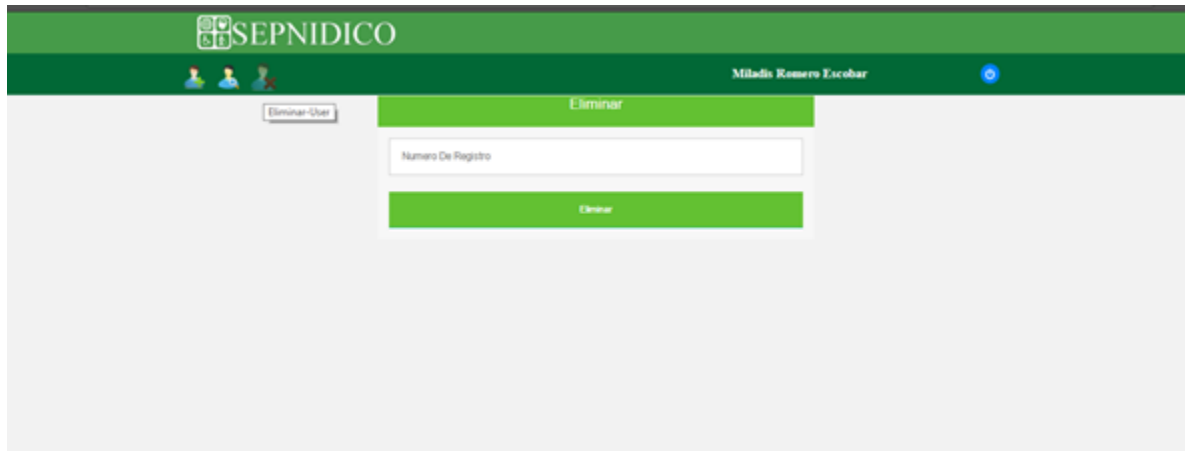 SEPNIDICO
Miladis Romero Escobar
Eliminar-User
Eliminar
Numero De Registro
Eliminar